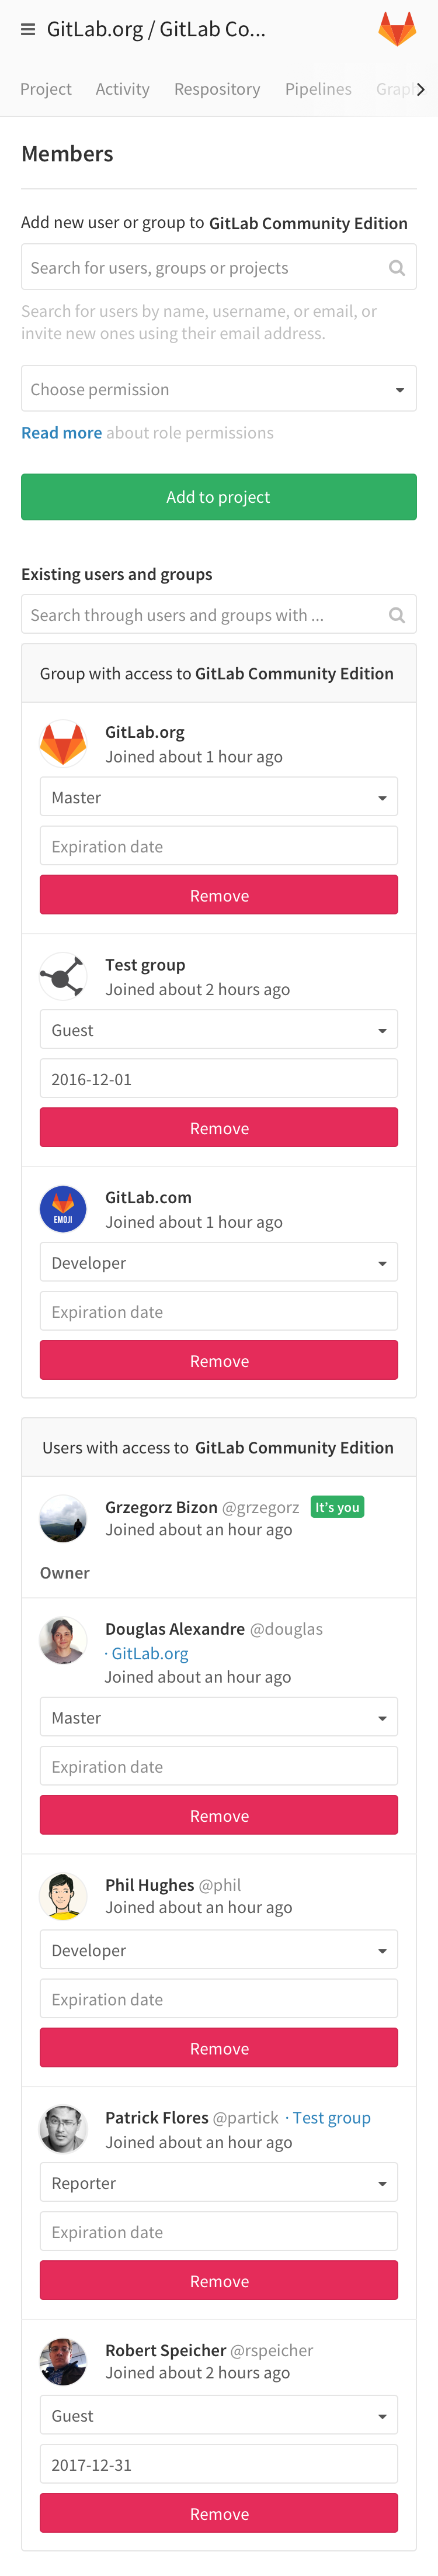 GitLab.org / GitLab Co...
Project Activity Respository Pipelines Graph
Members
Add new user or group to GitLab Community Edition
Search for users, groups or projects
Search for users by name, username, or email, or
invite new ones using their email address.
Choose permission
Read more about role permissions
Add to project
Existing users and groups
Search through users and groups with ...
Group with access to GitLab Community Edition
GitLab.org
Joined about 1 hour ago
Master
Expiration date
Remove
Test group
Joined about 2 hours ago
Guest
2016-12-01
Remove
EMOJI
GitLab.com
Joined about 1 hour ago
Developer
Expiration date
Remove
Users with access to GitLab Community Edition
Grzegorz Bizon @grzegorz It's you
Joined about an hour ago
Owner
Douglas Alexandre @douglas
· GitLab.org
Joined about an hour ago
Master
Expiration date
Remove
Phil Hughes @phil
Joined about an hour ago
Developer
Expiration date
Remove
Patrick Flores @partick · Test group
Joined about an hour ago
Reporter
Expiration date
Remove
Robert Speicher @rspeicher
Joined about 2 hours ago
Guest
2017-12-31
Remove